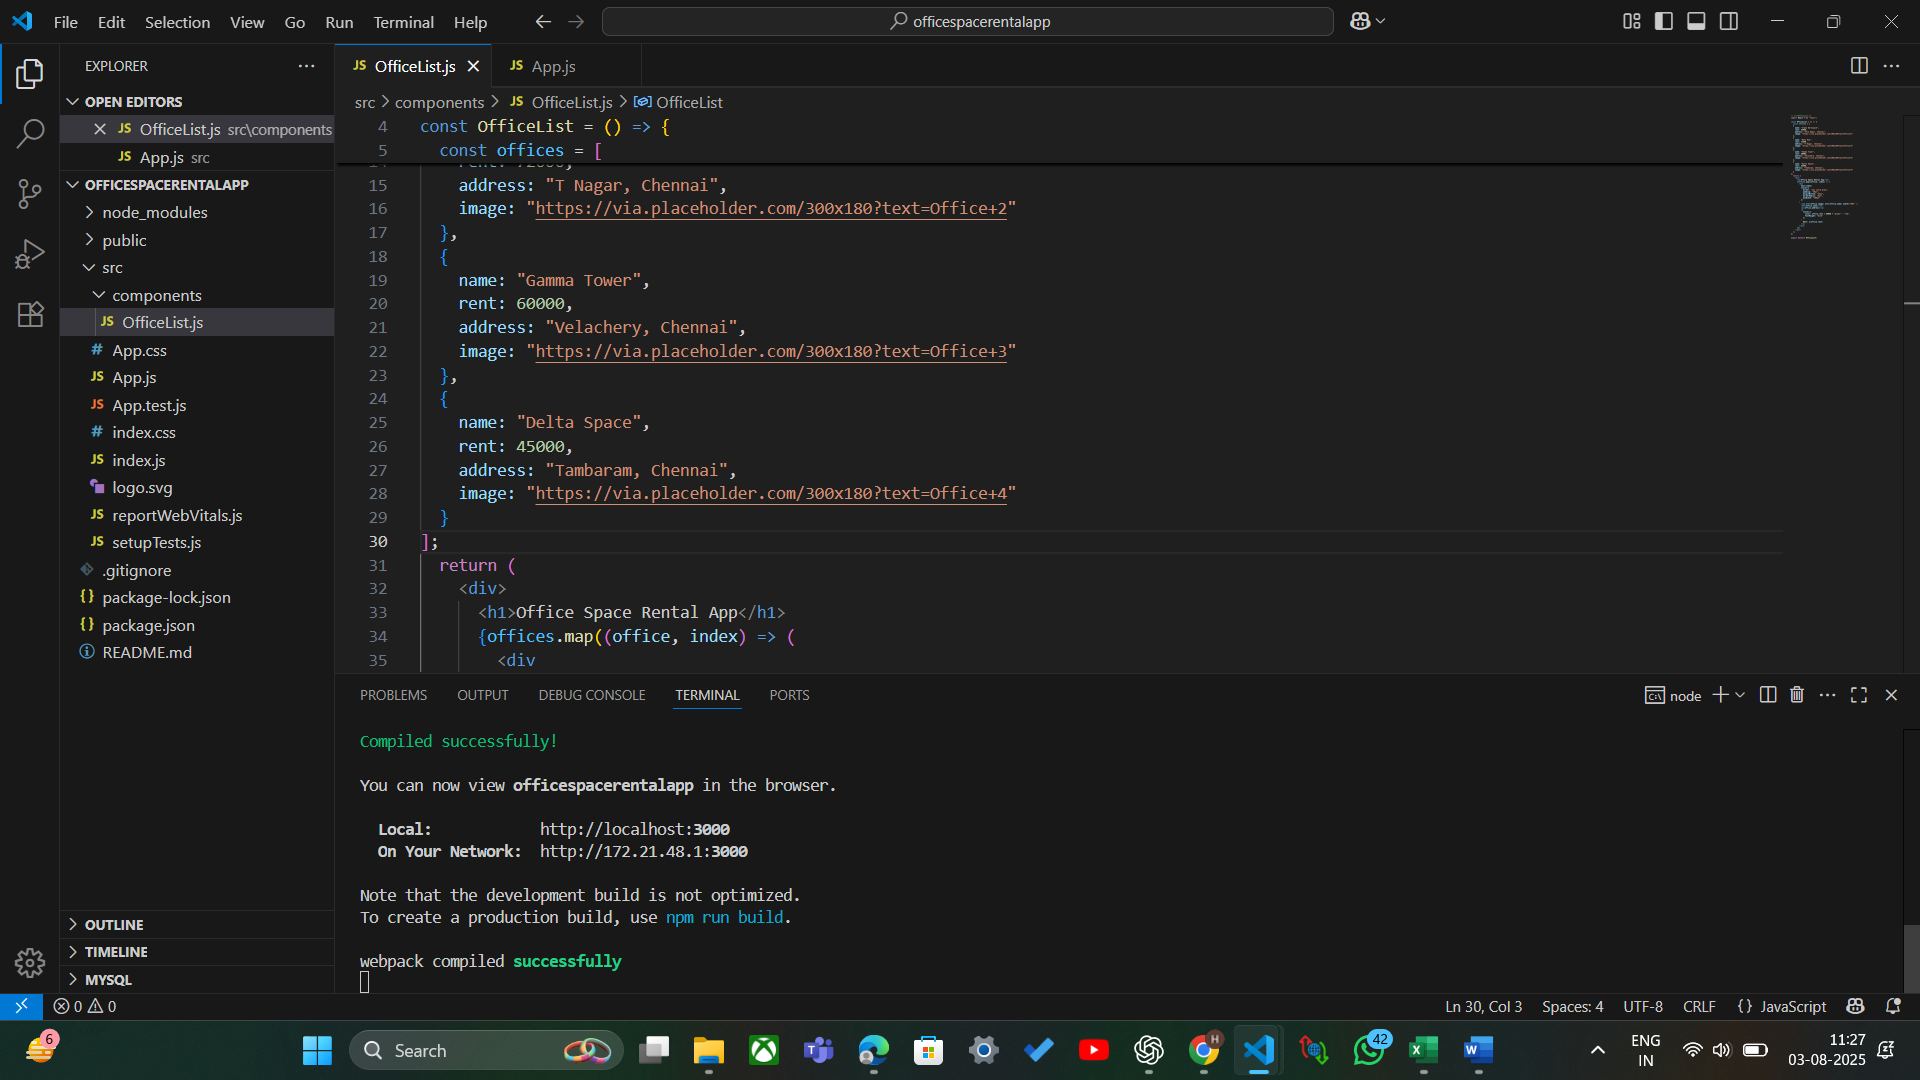 File Edit Selection View Go Run Terminal Help
officespacerentalapp
EXPLORER
OPEN EDITORS
JS OfficeList.js src\components
JS App.js src
OFFICESPACERENTALAPP
node_modules
public
src
components
JS OfficeList.js
# App.css
JS App.js
JS App.test.js
# index.css
JS index.js
logo.svg
JS reportWebVitals.js
JS setupTests.js
.gitignore
{} package-lock.json
{} package.json
README.md
OUTLINE
TIMELINE
MYSQL
JS OfficeList.js
JS App.js
src > components > JS OfficeList.js > OfficeList
4 const OfficeList = () => {
5 const offices = [
15 address: "T Nagar, Chennai",
16 image: "https://via.placeholder.com/300x180?text=Office+2"
17 },
18 {
19 name: "Gamma Tower",
20 rent: 60000,
21 address: "Velachery, Chennai",
22 image: "https://via.placeholder.com/300x180?text=Office+3"
23 },
24 {
25 name: "Delta Space",
26 rent: 45000,
27 address: "Tambaram, Chennai",
28 image: "https://via.placeholder.com/300x180?text=Office+4"
29 }
30 ];
31 return (
32 <div>
33 <h1>Office Space Rental App</h1>
34 {offices.map((office, index) => (
35 <div
PROBLEMS OUTPUT DEBUG CONSOLE TERMINAL PORTS
node
Compiled successfully!
You can now view officespacerentalapp in the browser.
Local: http://localhost:3000
On Your Network: http://172.21.48.1:3000
Note that the development build is not optimized.
To create a production build, use npm run build.
webpack compiled successfully
0 0
Ln 30, Col 3 Spaces: 4 UTF-8 CRLF {} JavaScript
6
Search
42
ENG
IN
11:27
03-08-2025